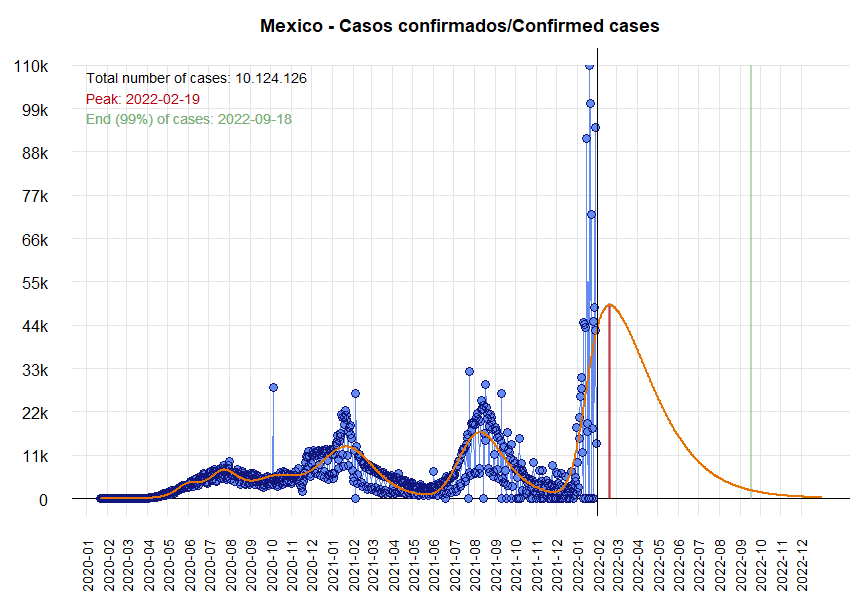 Mexico - Casos confirmados/Confirmed cases
110k
99k
88k
77k
66k
55k
44k
33k
22k
11k
0
Total number of cases: 10.124.126
Peak: 2022-02-19
End (99%) of cases: 2022-09-18
2020-01
2020-02
2020-03
2020-04
2020-05
2020-06
2020-07
2020-08
2020-09
2020-10
2020-11
2020-12
2021-01
2021-02
2021-03
2021-04
2021-05
2021-06
2021-07
2021-08
2021-09
2021-10
2021-11
2021-12
2022-01
2022-02
2022-03
2022-04
2022-05
2022-06
2022-07
2022-08
2022-09
2022-10
2022-11
2022-12